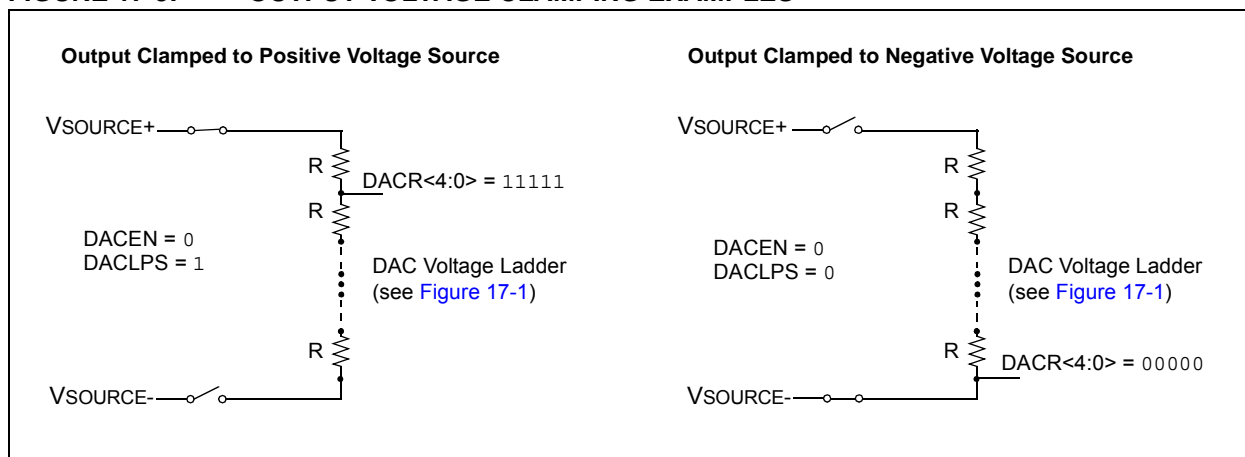 Output Clamped to Positive Voltage Source
VSOURCE+
R
DACR<4:0> = 11111
R
DACEN = 0
DACLPS = 1
DAC Voltage Ladder
(see Figure 17-1)
R
VSOURCE-
Output Clamped to Negative Voltage Source
VSOURCE+
R
R
DACEN = 0
DACLPS = 0
DAC Voltage Ladder
(see Figure 17-1)
R
DACR<4:0> = 00000
VSOURCE-